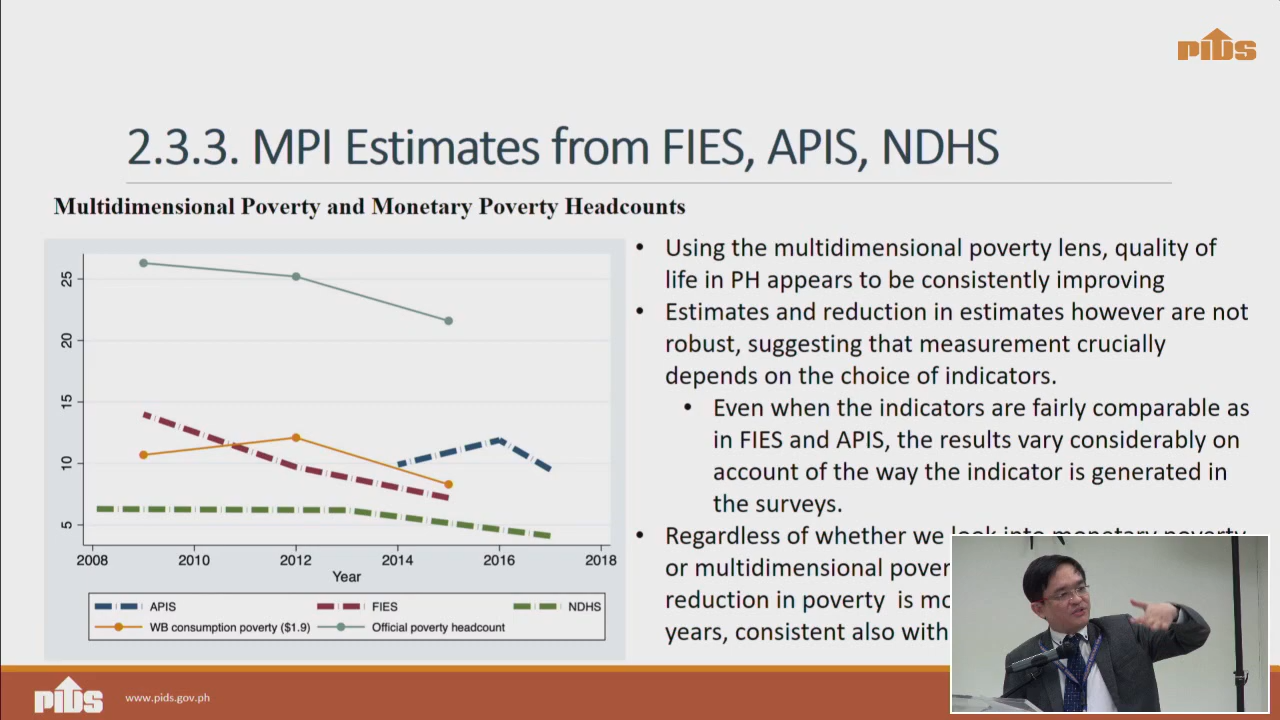 PIDS
2.3.3. MPI Estimates from FIES, APIS, NDHS
Multidimensional Poverty and Monetary Poverty Headcounts
25
20
15
10
5
2008 2010 2012 2014 2016 2018
Year
APIS FIES NDHS
WB consumption poverty ($1.9) Official poverty headcount
• Using the multidimensional poverty lens, quality of
life in PH appears to be consistently improving
• Estimates and reduction in estimates however are not
robust, suggesting that measurement crucially
depends on the choice of indicators.
• Even when the indicators are fairly comparable as
in FIES and APIS, the results vary considerably on
account of the way the indicator is generated in
the surveys.
• Regardless of whether we look into monetary poverty
or multidimensional
reduction in poverty is
years, consistent also with
PIDS
www.pids.gov.ph